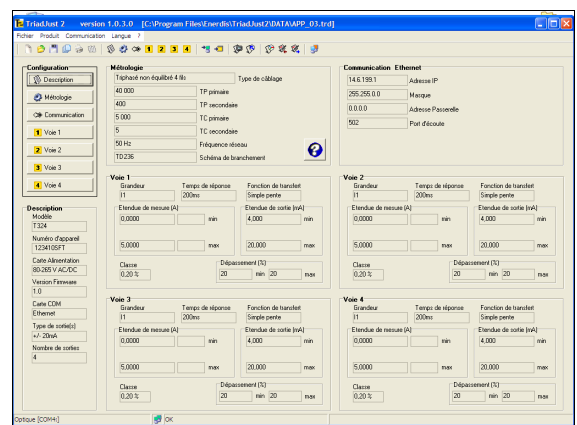 TriadJust 2 version 1.0.3.0 [C:\Program Files\Enerdis\TriadJust2\DATA\APP_03.trd]
Fichier Produit Communication Langue ?
1 2 3 4
Configuration
Description
Métrologie
Communication
1 Voie 1
2 Voie 2
3 Voie 3
4 Voie 4
Description
Modèle
T324
Numéro d'appareil
1234105FT
Carte Alimentation
80-265 V AC/DC
Version Firmware
1.0
Carte COM
Ethernet
Type de sortie(s)
+/- 20mA
Nombre de sorties
4
Métrologie
Triphasé non équilibré 4 fils Type de câblage
40 000 TP primaire
400 TP secondaire
5 000 TC primaire
5 TC secondaire
50 Hz Fréquence réseau
TD236 Schéma de branchement
?
Communication Ethernet
14.6.199.1 Adresse IP
255.255.0.0 Masque
0.0.0.0 Adresse Passerelle
502 Port d'écoute
Voie 1
Grandeur Temps de réponse Fonction de transfert
I1 200ms Simple pente
Etendue de mesure (A) Etendue de sortie (mA)
0,0000 min 4,000 min
5,0000 max 20,000 max
Classe Dépassement (%)
0,20 % 20 min 20 max
Voie 2
Grandeur Temps de réponse Fonction de transfert
I1 200ms Simple pente
Etendue de mesure (A) Etendue de sortie (mA)
0,0000 min 4,000 min
5,0000 max 20,000 max
Classe Dépassement (%)
0,20 % 20 min 20 max
Voie 3
Grandeur Temps de réponse Fonction de transfert
I1 200ms Simple pente
Etendue de mesure (A) Etendue de sortie (mA)
0,0000 min 4,000 min
5,0000 max 20,000 max
Classe Dépassement (%)
0,20 % 20 min 20 max
Voie 4
Grandeur Temps de réponse Fonction de transfert
I1 200ms Simple pente
Etendue de mesure (A) Etendue de sortie (mA)
0,0000 min 4,000 min
5,0000 max 20,000 max
Classe Dépassement (%)
0,20 % 20 min 20 max
Optique [COM4:] OK